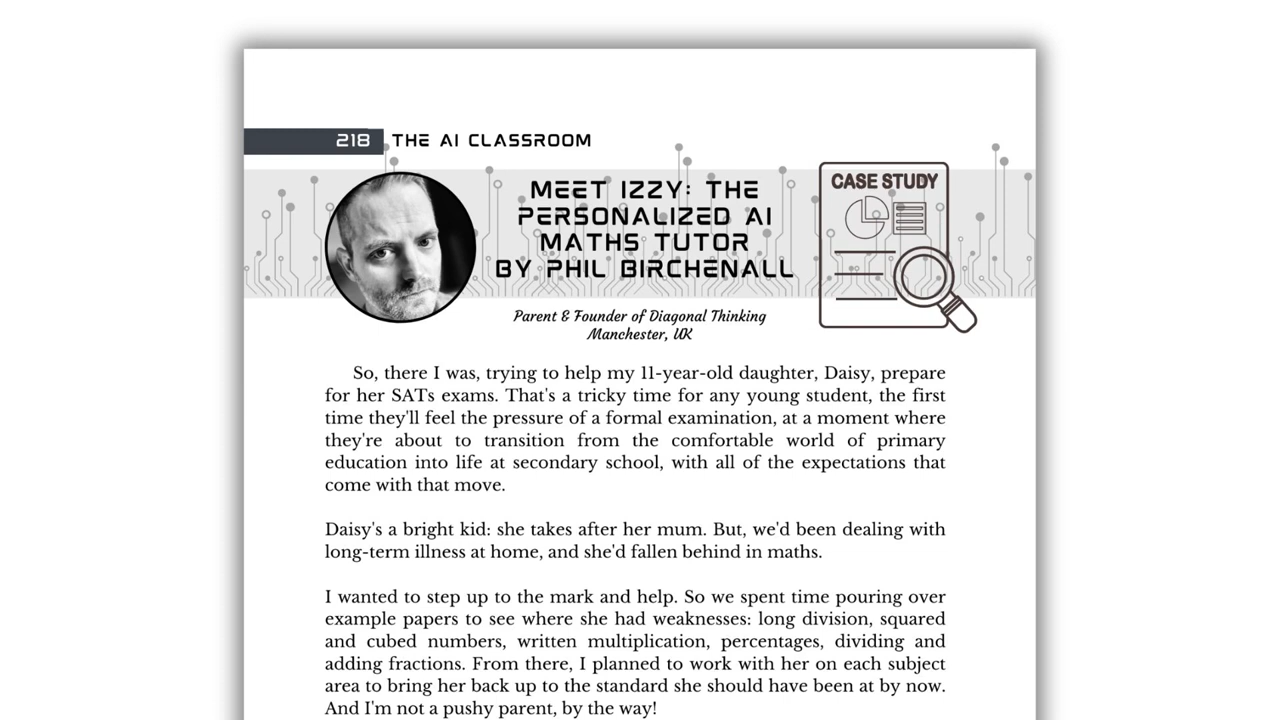 218 THE AI CLASSROOM
MEET IZZY: THE
PERSONALIZED AI
MATHS TUTOR
BY PHIL BIRCHENALL
CASE STUDY
Parent & Founder of Diagonal Thinking
Manchester, UK
So, there I was, trying to help my 11-year-old daughter, Daisy, prepare
for her SATs exams. That's a tricky time for any young student, the first
time they'll feel the pressure of a formal examination, at a moment where
they're about to transition from the comfortable world of primary
education into life at secondary school, with all of the expectations that
come with that move.
Daisy's a bright kid: she takes after her mum. But, we'd been dealing with
long-term illness at home, and she'd fallen behind in maths.
I wanted to step up to the mark and help. So we spent time pouring over
example papers to see where she had weaknesses: long division, squared
and cubed numbers, written multiplication, percentages, dividing and
adding fractions. From there, I planned to work with her on each subject
area to bring her back up to the standard she should have been at by now.
And I'm not a pushy parent, by the way!